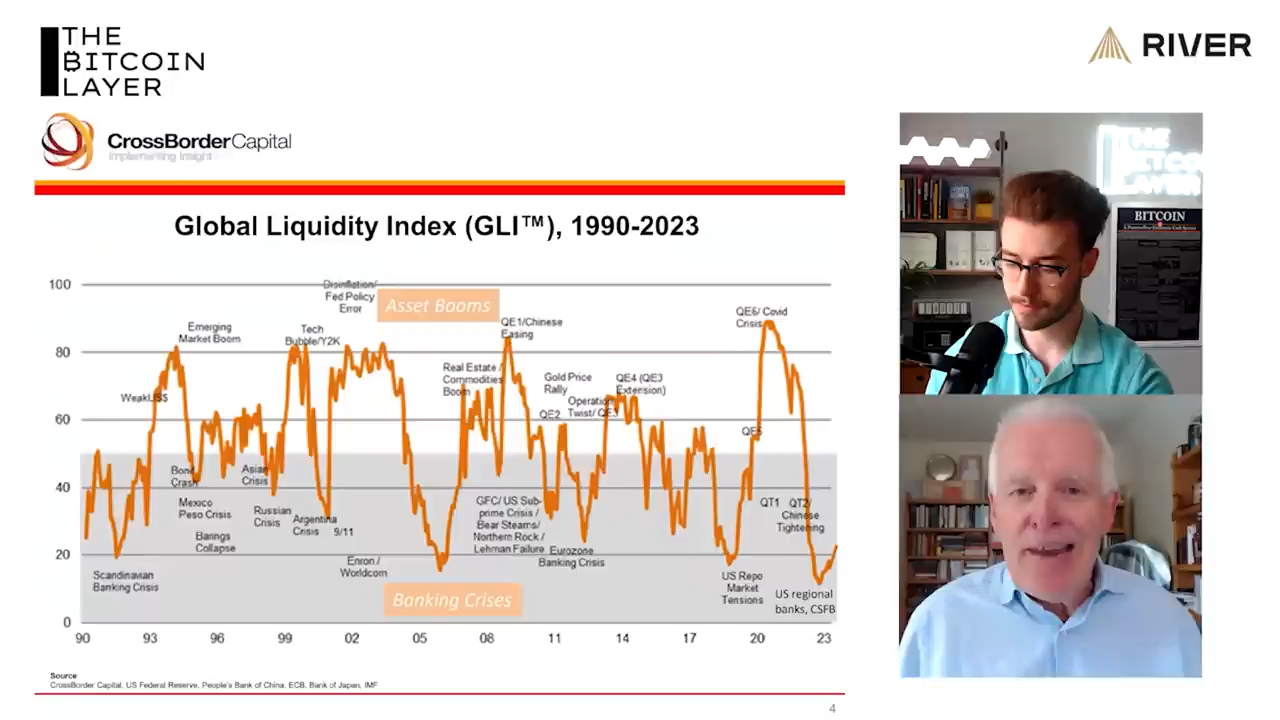 THE
BITCOIN
LAYER
RIVER
CrossBorderCapital
Implementing Insight
Global Liquidity Index (GLI™), 1990-2023
100
80
60
40
20
0
90
93
96
99
02
05
08
11
14
17
20
23
Disinflation/
Fed Policy
Error
Asset Booms
Emerging
Market Boom
Tech
Bubble/Y2K
QE1/Chinese
Easing
QE6/ Covid
Crisis
Weak US$
Real Estate /
Commodities
Boom
Gold Price
Rally
QE2
Operation
Twist/ QE3
QE4 (QE3
Extension)
QE5
Bond
Crash
Mexico
Peso Crisis
Barings
Collapse
Asian
Crisis
Russian
Crisis
Argentina
Crisis
9/11
Enron /
Worldcom
GFC/ US Sub-
prime Crisis /
Bear Stearns/
Northern Rock /
Lehman Failure
Eurozone
Banking Crisis
QT1
QT2/
Chinese
Tightening
Scandinavian
Banking Crisis
Banking Crises
US Repo
Market
Tensions
US regional
banks, CSFB
Source
CrossBorder Capital, US Federal Reserve, People's Bank of China, ECB, Bank of Japan, IMF
4
THE
BITCO
LAYER
BITCOIN